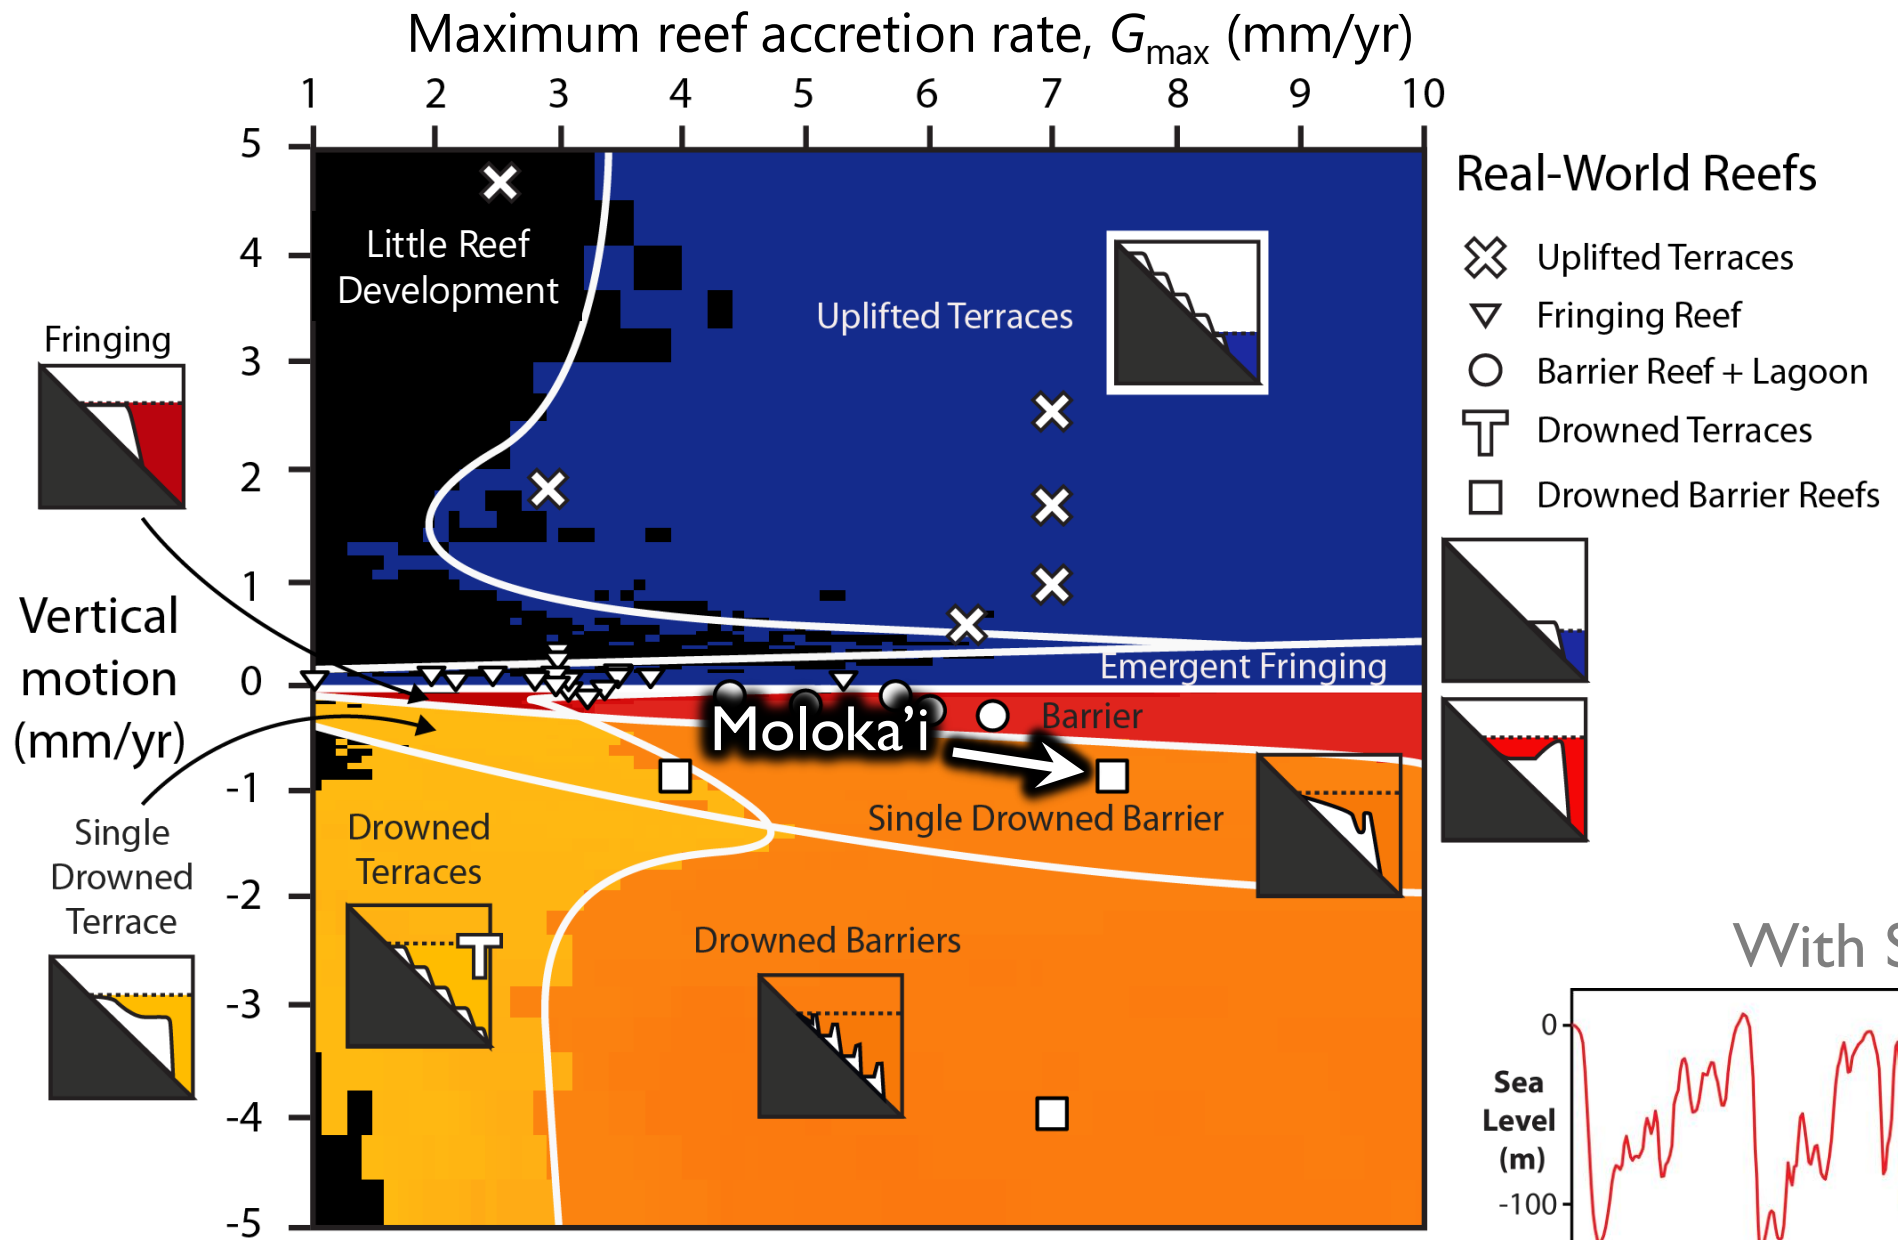 Maximum reef accretion rate, Gmax (mm/yr)
1 2 3 4 5 6 7 8 9 10
5
4
3
2
1
0
-1
-2
-3
-4
-5
Vertical
motion
(mm/yr)
Fringing
Single
Drowned
Terrace
Little Reef
Development
Uplifted Terraces
Emergent Fringing
Barrier
Moloka’i
Single Drowned Barrier
Drowned
Terraces
Drowned Barriers
Real-World Reefs
Uplifted Terraces
Fringing Reef
Barrier Reef + Lagoon
Drowned Terraces
Drowned Barrier Reefs
With S
0
Sea
Level
(m)
-100